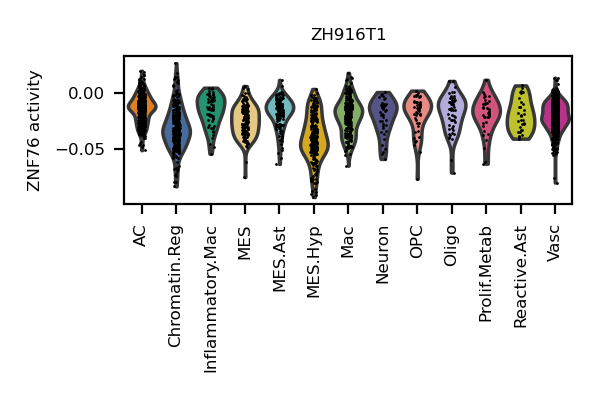 ZH916T1
ZNF76 activity
0.00
−0.05
AC
Chromatin.Reg
Inflammatory.Mac
MES
MES.Ast
MES.Hyp
Mac
Neuron
OPC
Oligo
Prolif.Metab
Reactive.Ast
Vasc